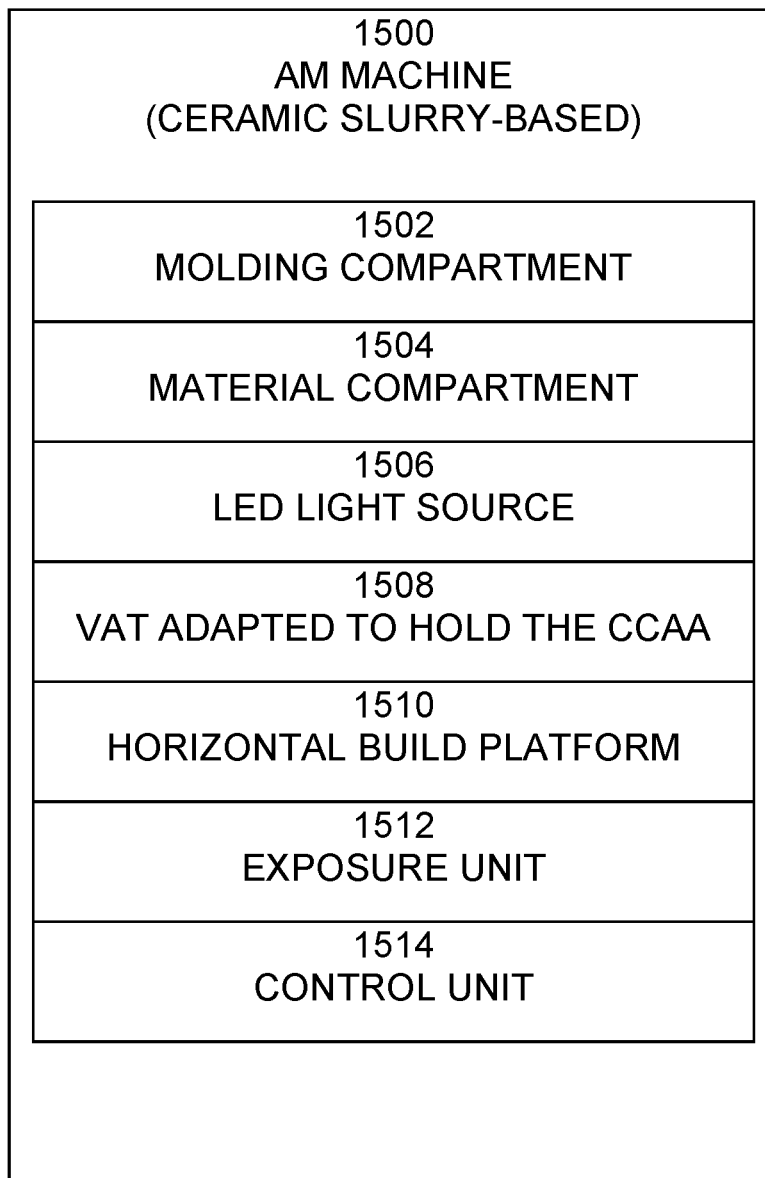 1500
AM MACHINE
(CERAMIC SLURRY-BASED)
1502
MOLDING COMPARTMENT
1504
MATERIAL COMPARTMENT
1506
LED LIGHT SOURCE
1508
VAT ADAPTED TO HOLD THE CCAA
1510
HORIZONTAL BUILD PLATFORM
1512
EXPOSURE UNIT
1514
CONTROL UNIT